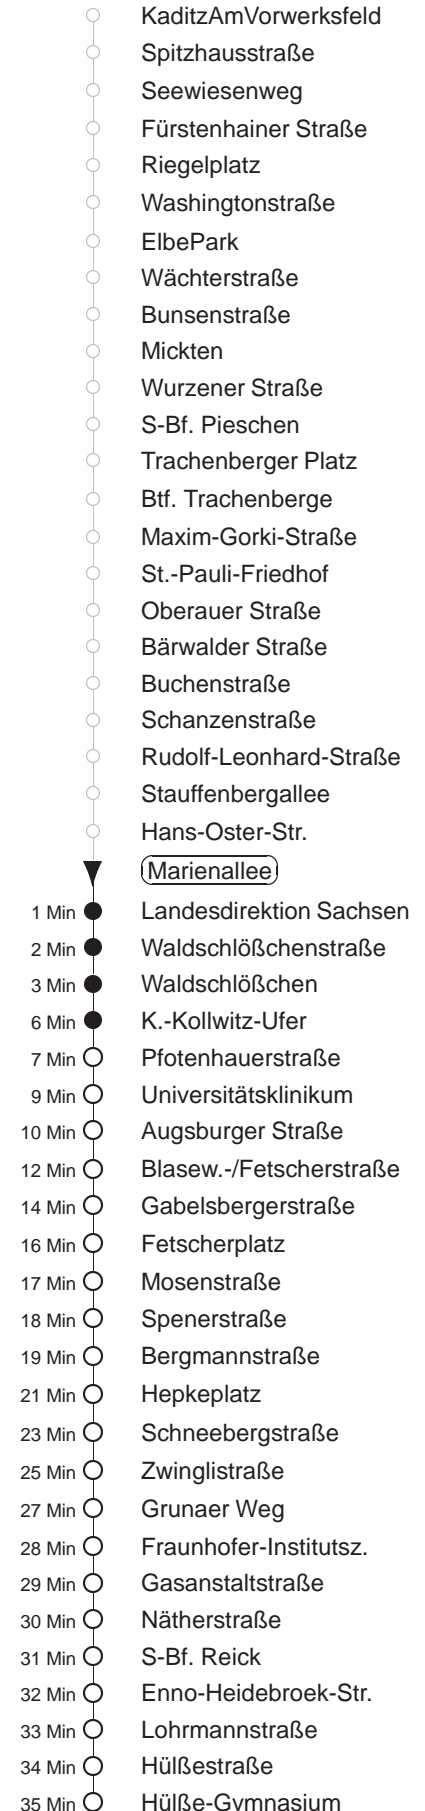 KaditzAmVorwerksfeld
Spitzhausstraße
Seewiesenweg
Fürstenhainer Straße
Riegelplatz
Washingtonstraße
ElbePark
Wächterstraße
Bunsenstraße
Mickten
Wurzener Straße
S-Bf. Pieschen
Trachenberger Platz
Btf. Trachenberge
Maxim-Gorki-Straße
St.-Pauli-Friedhof
Oberauer Straße
Bärwalder Straße
Buchenstraße
Schanzenstraße
Rudolf-Leonhard-Straße
Stauffenbergallee
Hans-Oster-Str.
Marienallee
1 Min Landesdirektion Sachsen
2 Min Waldschlößchenstraße
3 Min Waldschlößchen
6 Min K.-Kollwitz-Ufer
7 Min Pfotenhauerstraße
9 Min Universitätsklinikum
10 Min Augsburger Straße
12 Min Blasew.-/Fetscherstraße
14 Min Gabelsbergerstraße
16 Min Fetscherplatz
17 Min Mosenstraße
18 Min Spenerstraße
19 Min Bergmannstraße
21 Min Hepkeplatz
23 Min Schneebergstraße
25 Min Zwinglistraße
27 Min Grunaer Weg
28 Min Fraunhofer-Institutsz.
29 Min Gasanstaltstraße
30 Min Nätherstraße
31 Min S-Bf. Reick
32 Min Enno-Heidebroek-Str.
33 Min Lohrmannstraße
34 Min Hülßestraße
35 Min Hülße-Gymnasium